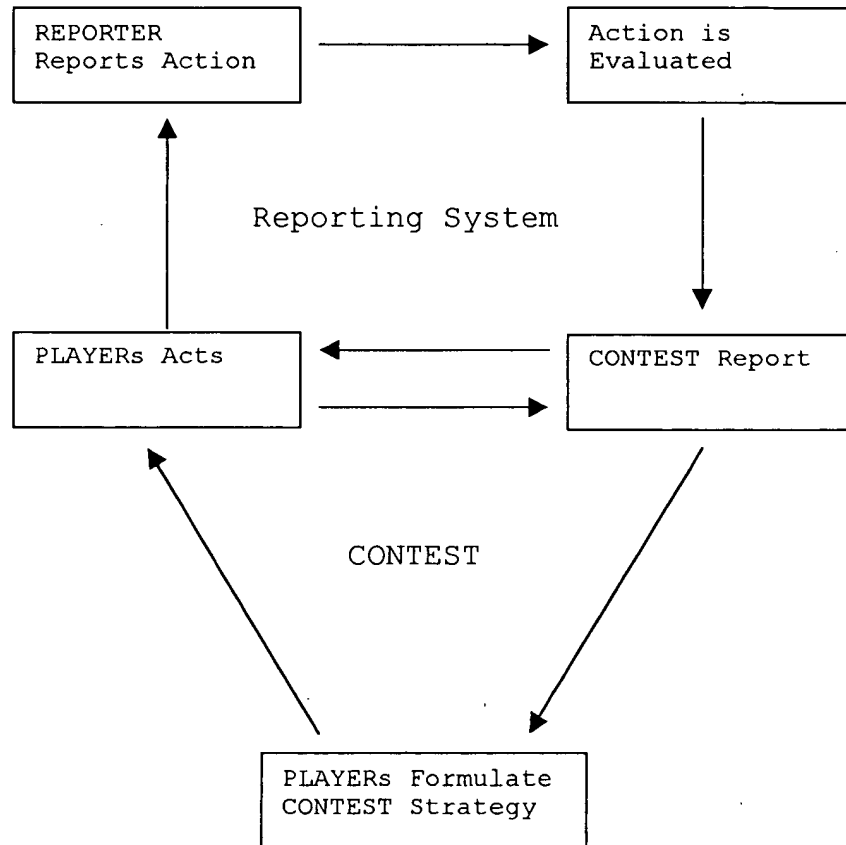 REPORTER
Reports Action
Action is
Evaluated
Reporting System
PLAYERs Acts
CONTEST Report
CONTEST
PLAYERs Formulate
CONTEST Strategy